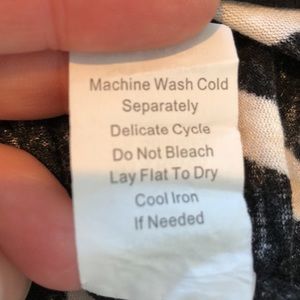 Machine Wash Cold
Separately
Delicate Cycle
Do Not Bleach
Lay Flat To Dry
Cool Iron
If Needed